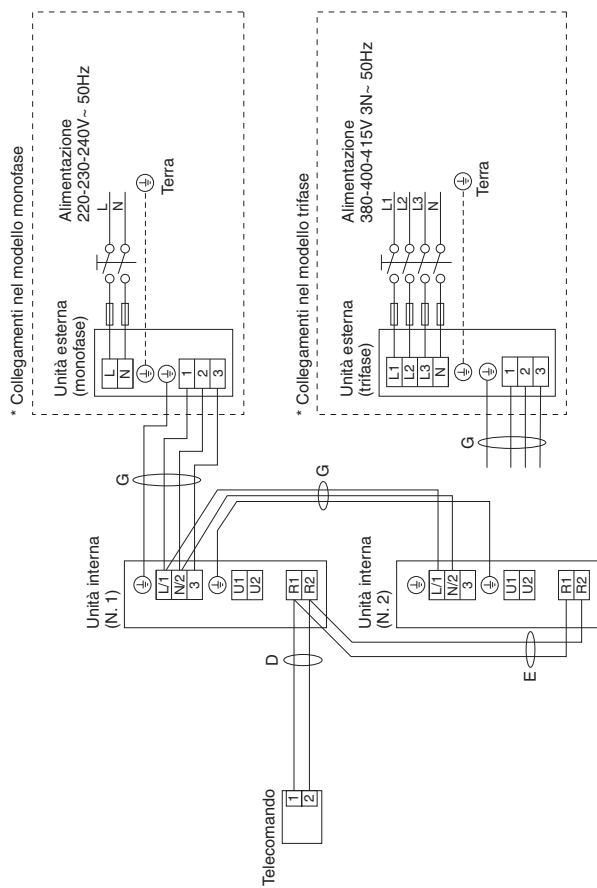 * Collegamenti nel modello monofase
Alimentazione
220-230-240V~ 50Hz
L
N
Terra
Unità esterna
(monofase)
L
N
1
2
3
G
* Collegamenti nel modello trifase
Alimentazione
380-400-415V 3N~ 50Hz
L1
L2
L3
N
Terra
Unità esterna
(trifase)
L1
L2
L3
N
1
2
3
G
Unità interna
(N. 1)
L/1
N/2
3
U1
U2
R1
R2
G
Unità interna
(N. 2)
L/1
N/2
3
U1
U2
R1
R2
D
E
Telecomando
1
2